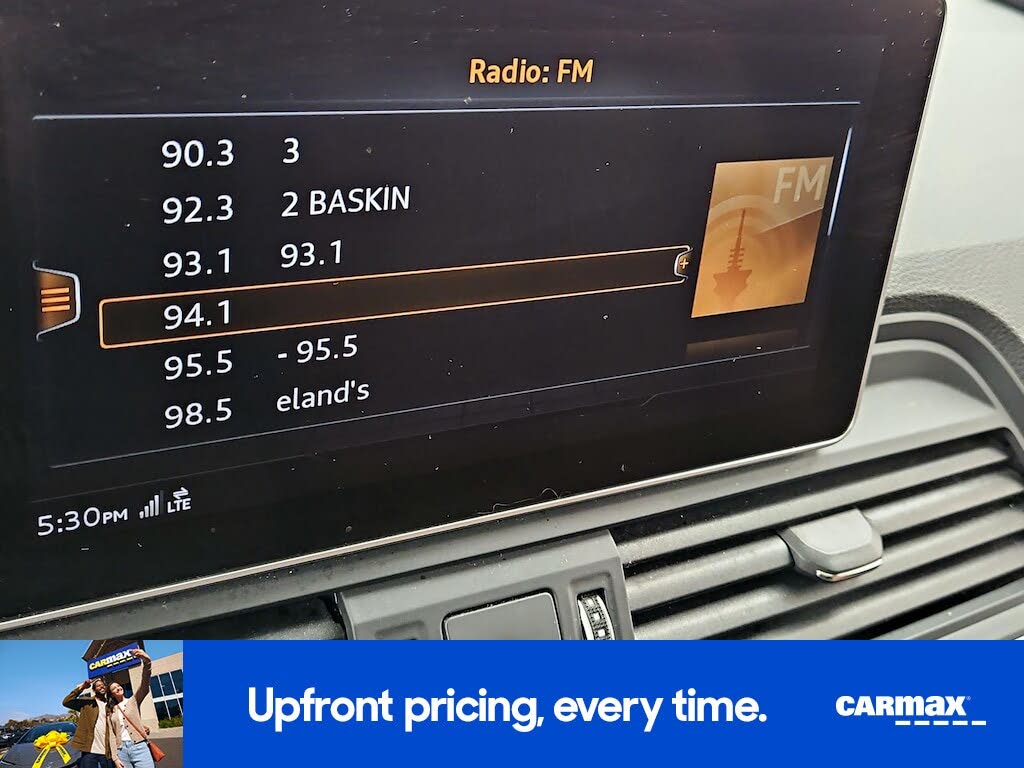 Radio: FM
90.3 3
92.3 2 BASKIN
93.1 93.1
94.1
95.5 - 95.5
98.5 eland's
FM
5:30PM LTE
CARMAX
Upfront pricing, every time.
CARMAX